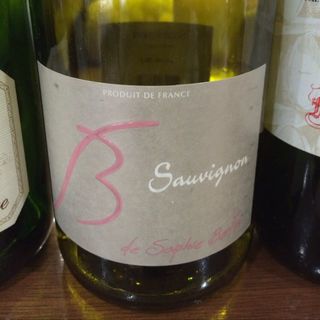 PRODUIT DE FRANCE
B
Sauvignon
de Sophie